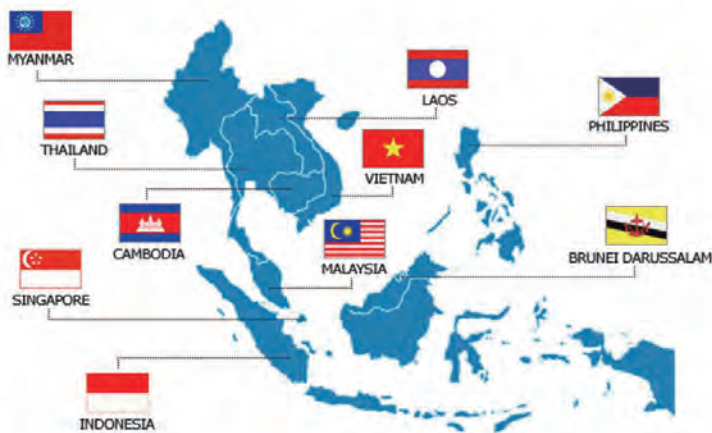 MYANMAR
LAOS
PHILIPPINES
THAILAND
VIETNAM
CAMBODIA
MALAYSIA
BRUNEI DARUSSALAM
SINGAPORE
INDONESIA